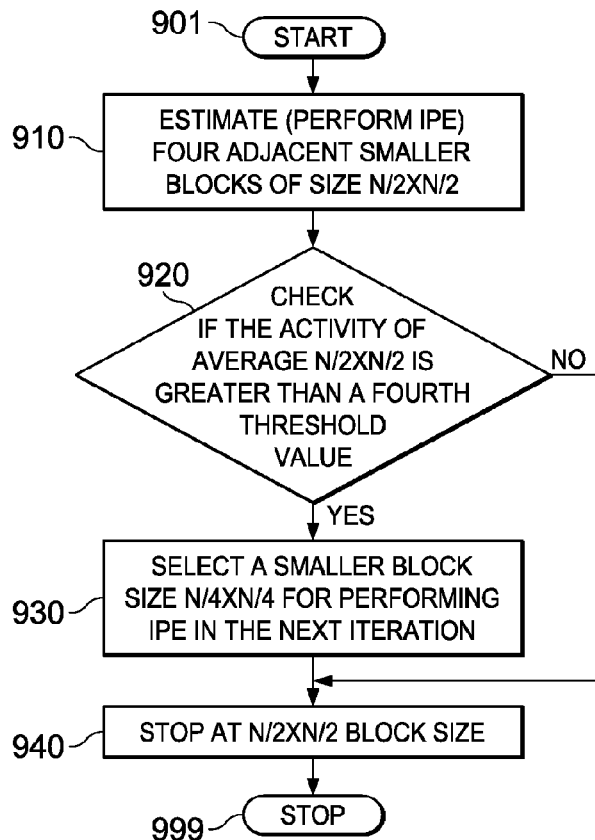 901
START
910
ESTIMATE (PERFORM IPE)
FOUR ADJACENT SMALLER
BLOCKS OF SIZE N/2XN/2
920
CHECK
IF THE ACTIVITY OF
AVERAGE N/2XN/2 IS
GREATER THAN A FOURTH
THRESHOLD
VALUE
NO
YES
930
SELECT A SMALLER BLOCK
SIZE N/4XN/4 FOR PERFORMING
IPE IN THE NEXT ITERATION
940
STOP AT N/2XN/2 BLOCK SIZE
999
STOP